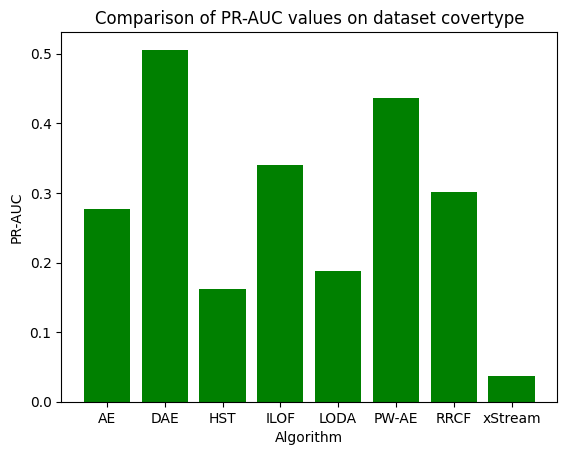 Comparison of PR-AUC values on dataset covertype
PR-AUC
0.5
0.4
0.3
0.2
0.1
0.0
AE DAE HST ILOF LODA PW-AE RRCF xStream
Algorithm